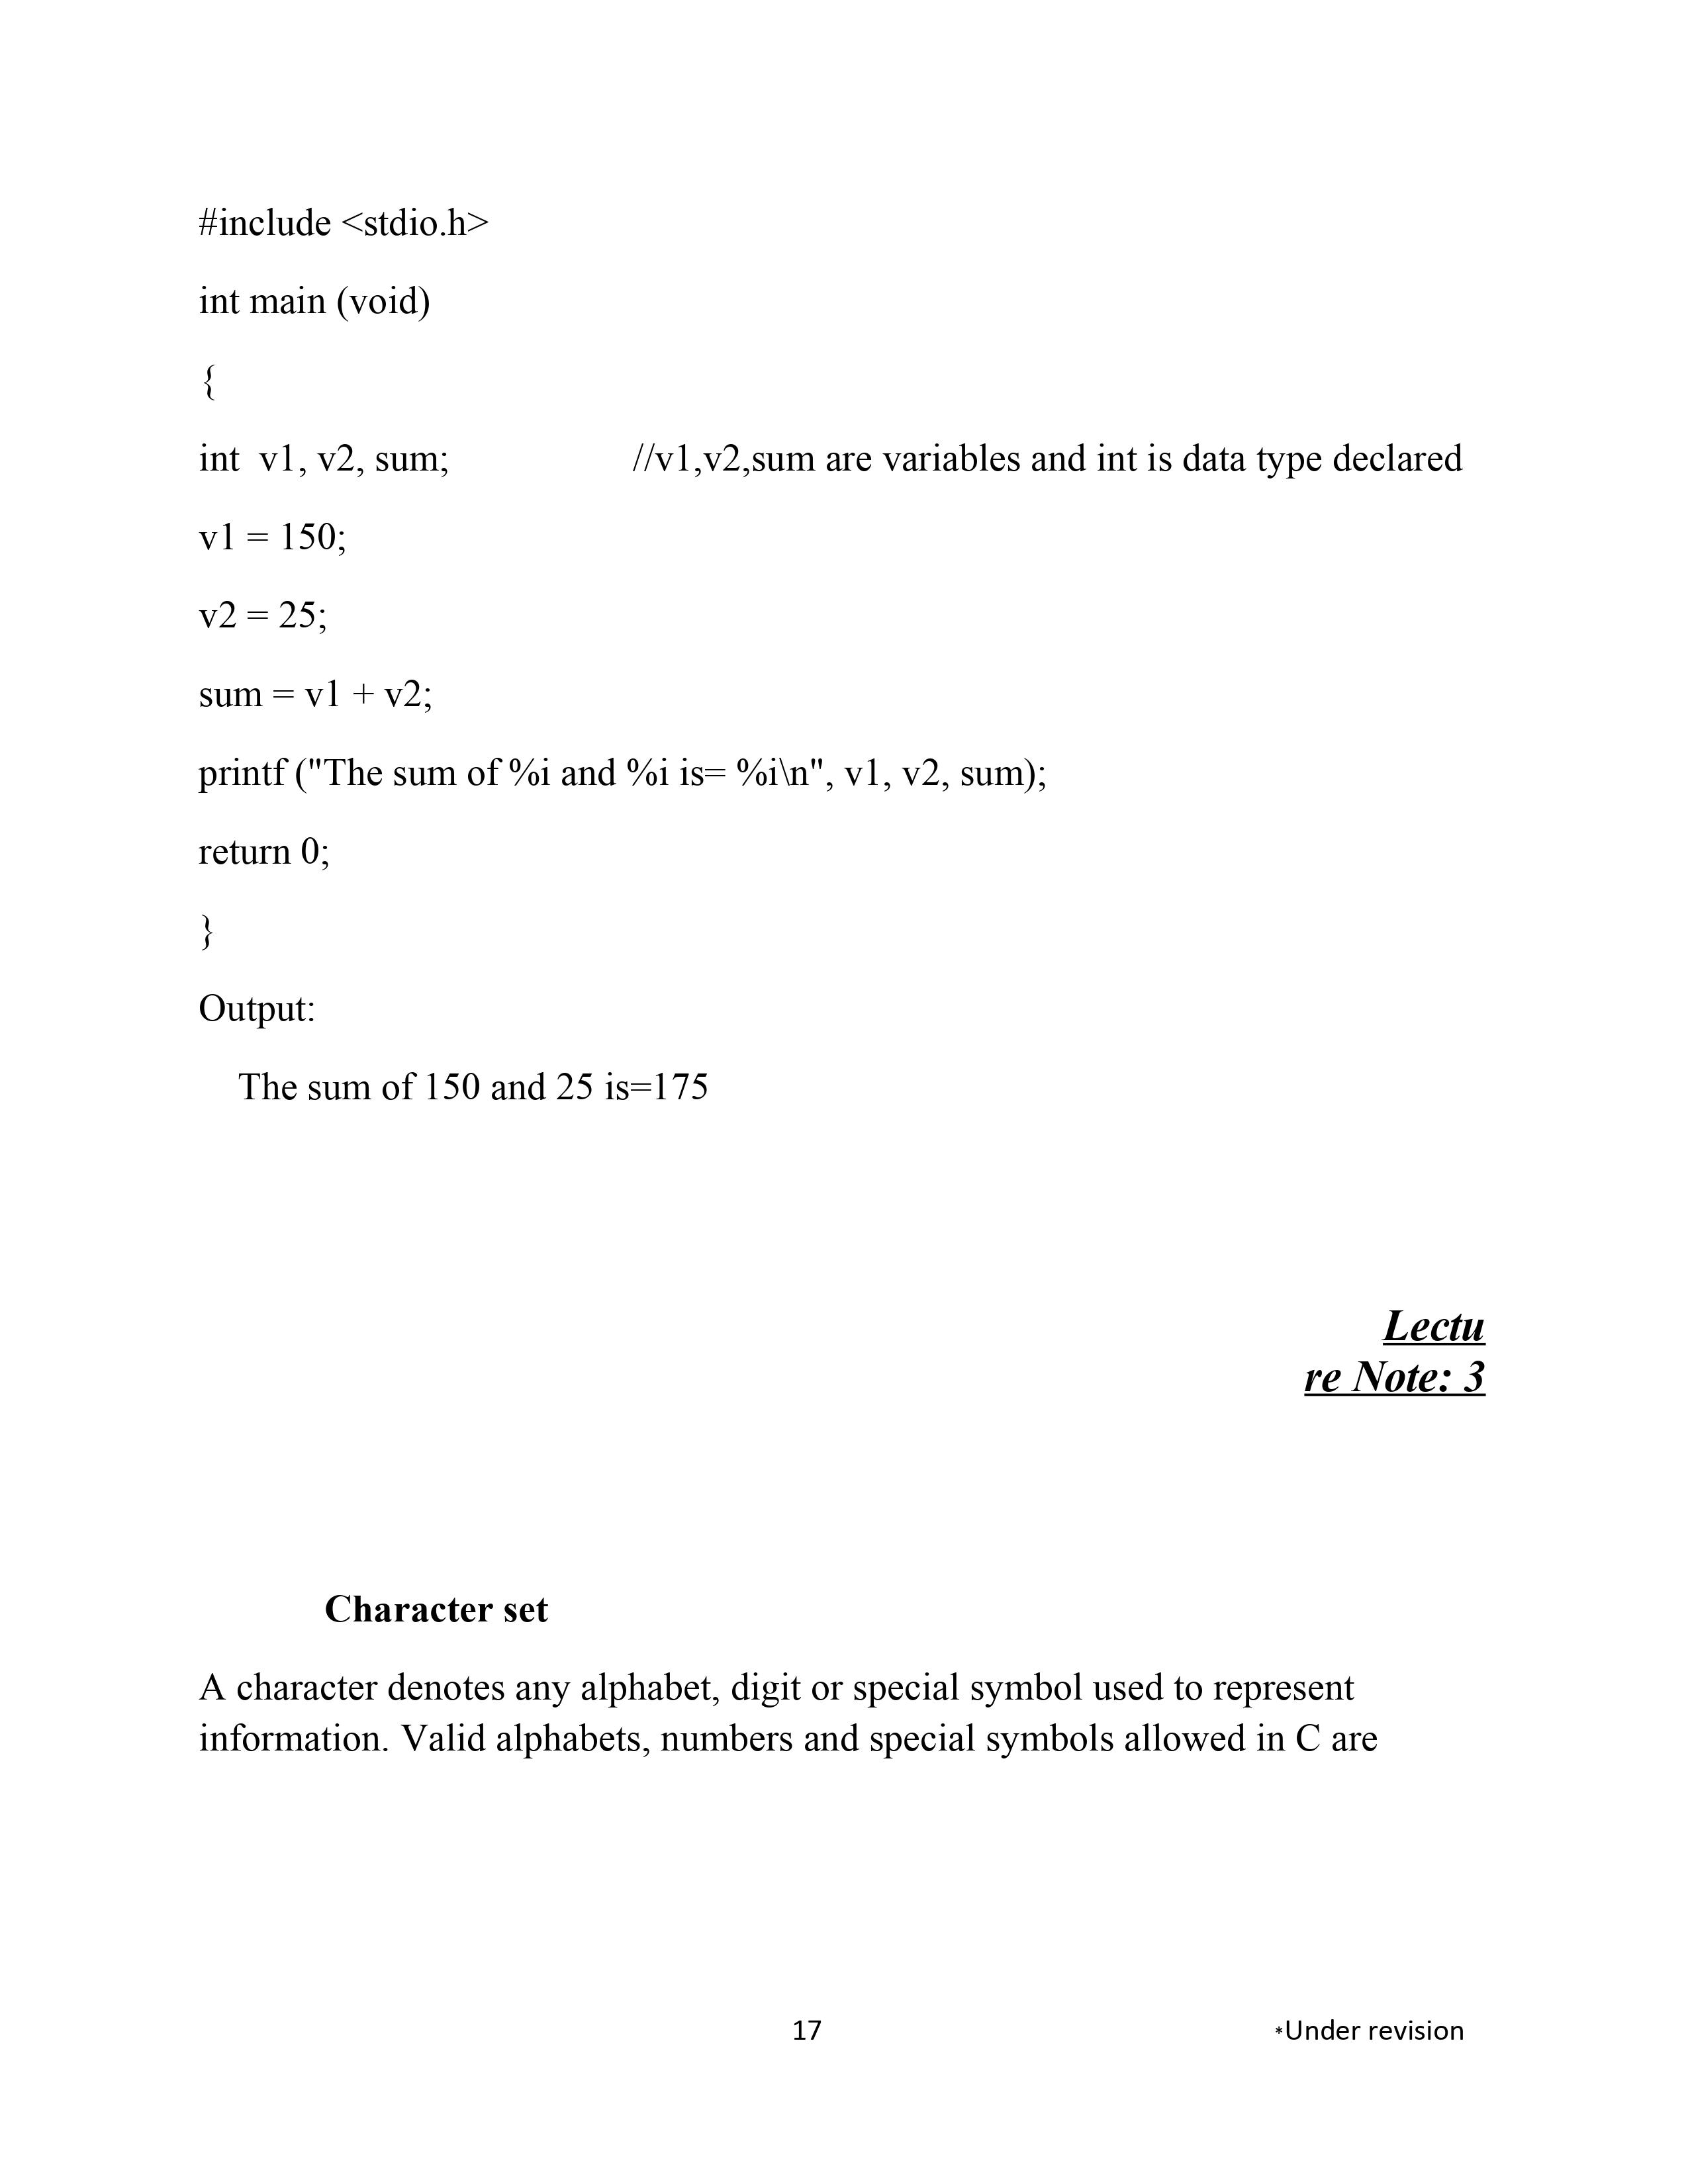 #include <stdio.h>
int main (void)
{
int  v1, v2, sum;                    //v1,v2,sum are variables and int is data type declared
v1 = 150;
v2 = 25;
sum = v1 + v2;
printf ("The sum of %i and %i is= %i\n", v1, v2, sum);
return 0;
}
Output:
The sum of 150 and 25 is=175
Lectu
re Note: 3
Character set
A character denotes any alphabet, digit or special symbol used to represent
information. Valid alphabets, numbers and special symbols allowed in C are
17 *Under revision